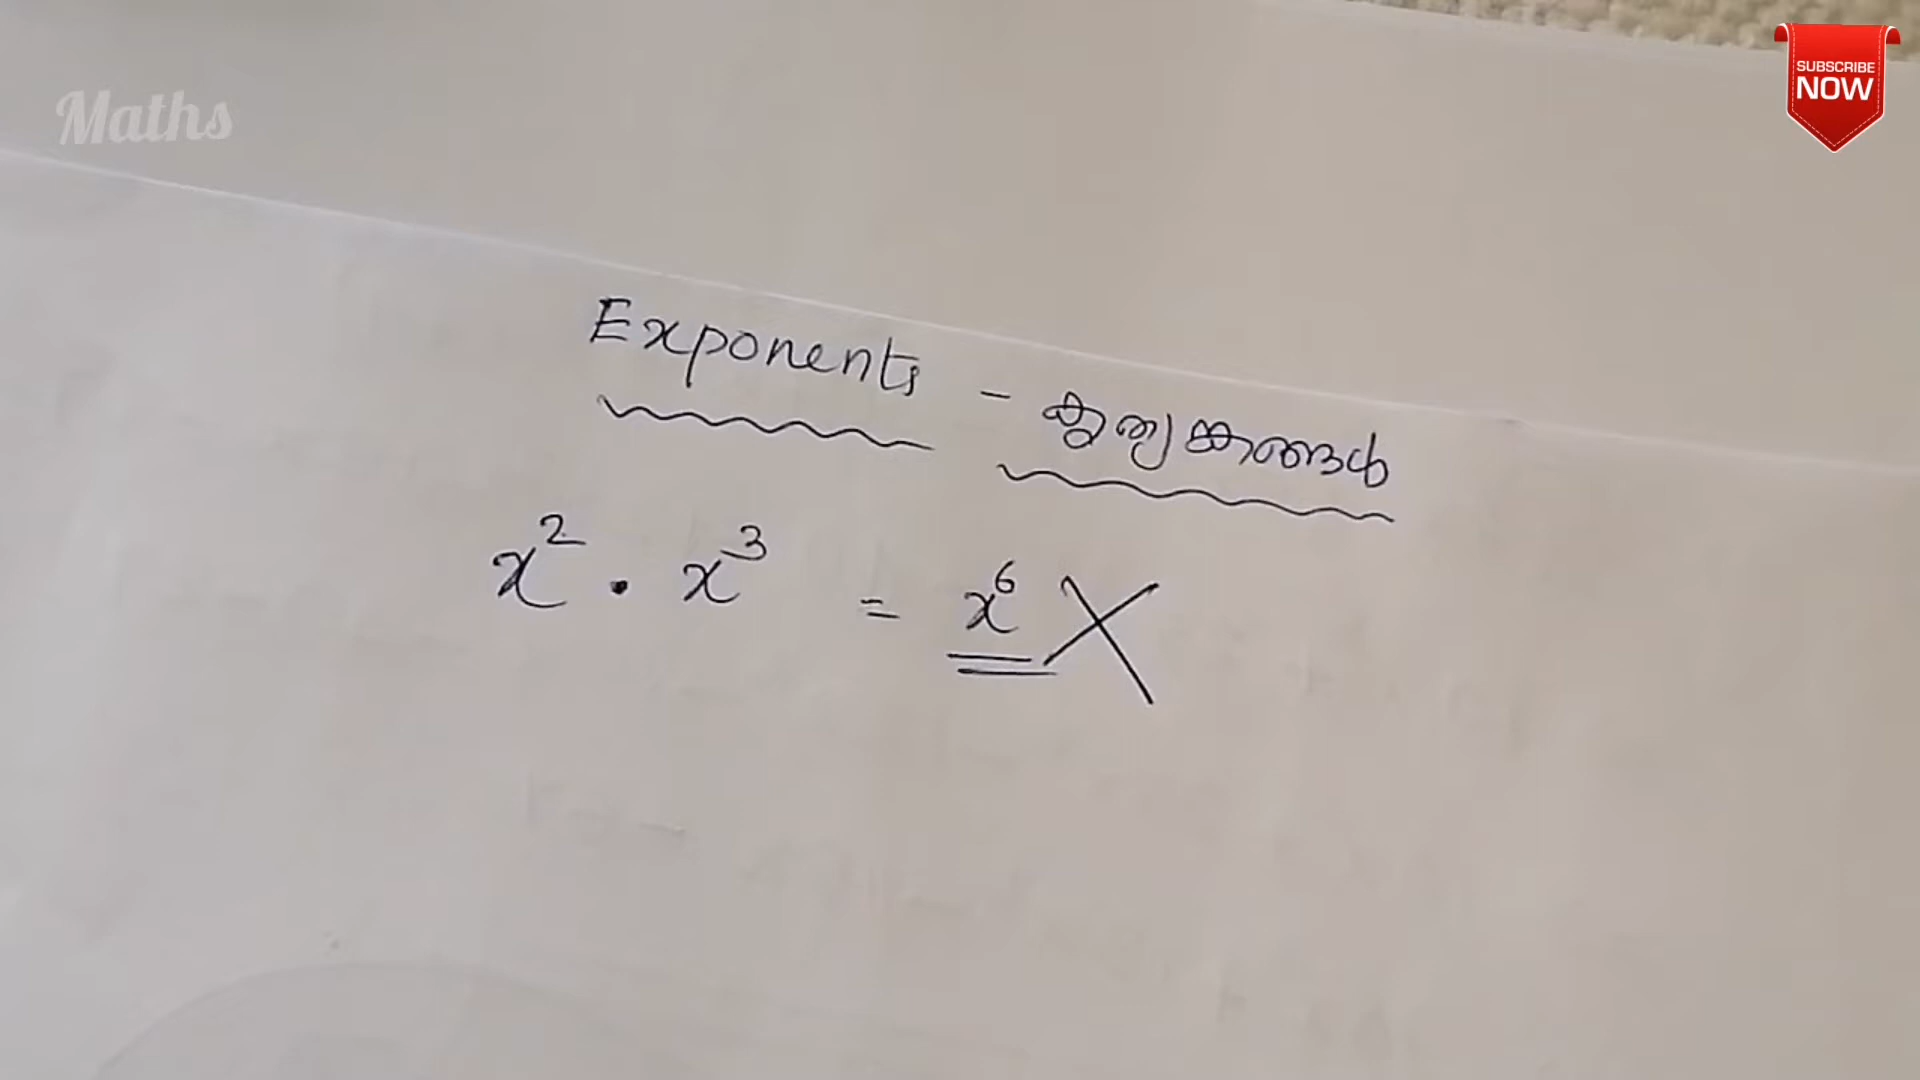 Maths
SUBSCRIBE
NOW
Exponents - കൃത്യങ്കങ്ങൾ
x² · x³ = x⁶ X